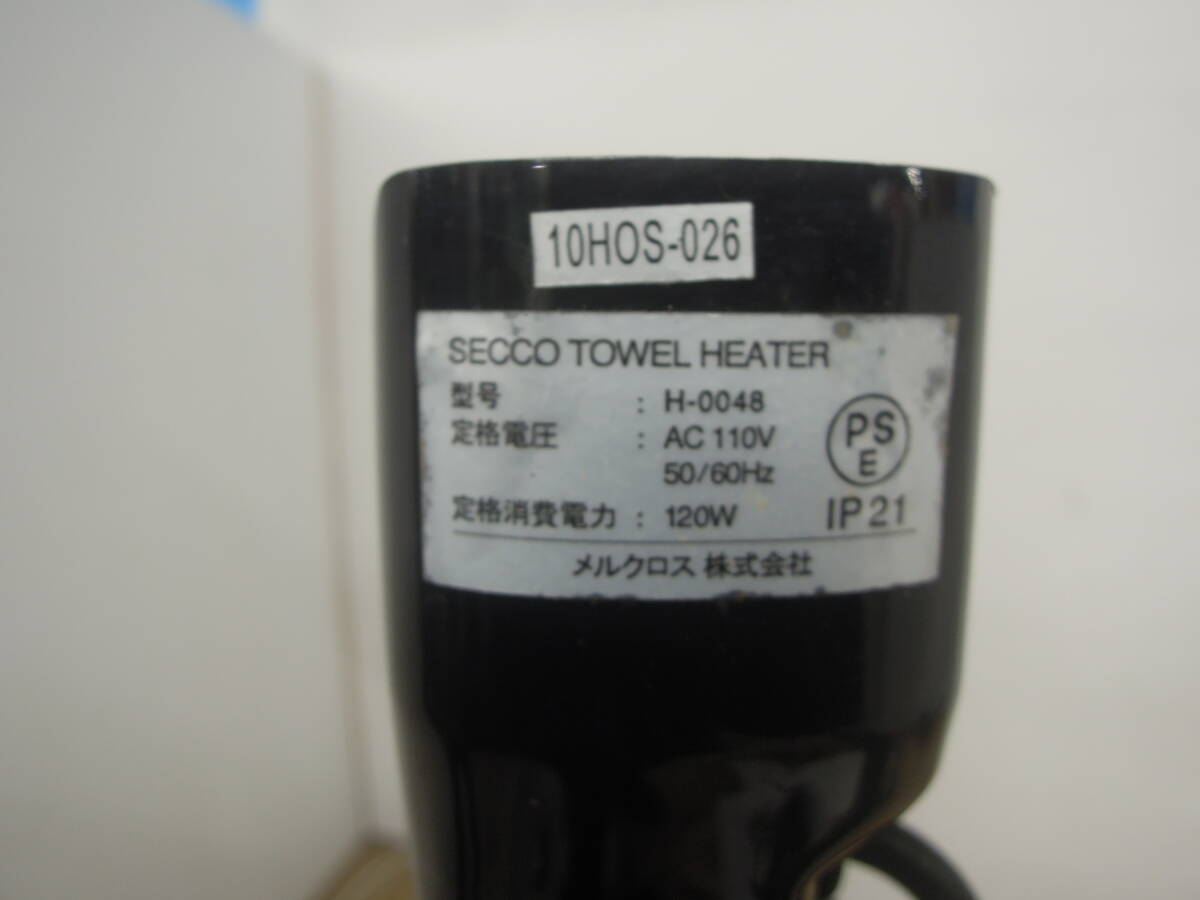 10HOS-026
SECCO TOWEL HEATER
型号 : H-0048
定格電圧 : AC 110V
50/60Hz
PS
E
定格消費電力 : 120W
IP21
メルクロス 株式会社